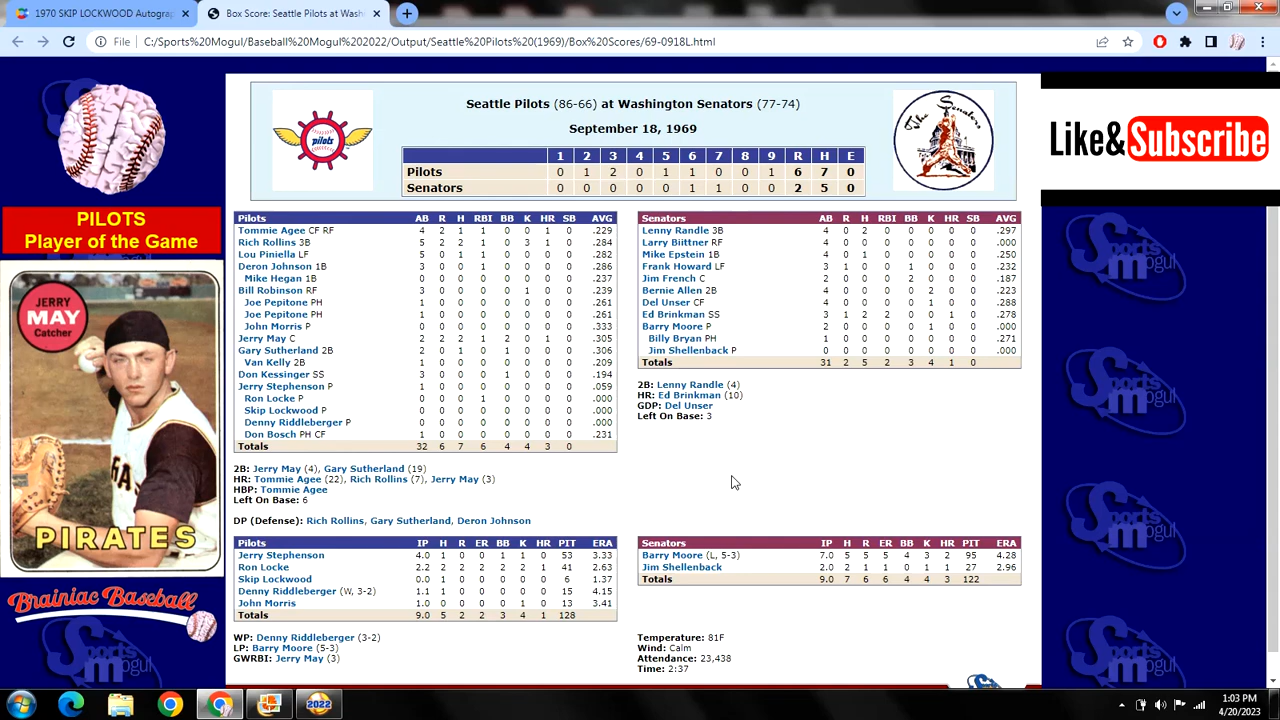 1970 SKIP LOCKWOOD Autograp
Box Score: Seattle Pilots at Wash
File
C:/Sports%20Mogul/Baseball%20Mogul%202022/Output/Seattle%20Pilots%20(1969)/Box%20Scores/69-0918L.html
Seattle Pilots (86-66) at Washington Senators (77-74)
September 18, 1969
pilots
The Senators
1 2 3 4 5 6 7 8 9 R H E
Pilots 0 1 2 0 1 1 0 0 1 6 7 0
Senators 0 0 0 0 0 1 1 0 0 2 5 0
Like&Subscribe
PILOTS
Player of the Game
JERRY
MAY
Catcher
PIRATES
Brainiac Baseball
Pilots AB R H RBI BB K HR SB AVG
Tommie Agee CF RF 4 2 1 1 0 0 1 0 .229
Rich Rollins 3B 5 2 2 1 0 3 1 0 .284
Lou Piniella LF 5 0 1 1 0 0 0 0 .282
Deron Johnson 1B 3 0 0 1 0 0 0 0 .286
Mike Hegan 1B 0 0 0 0 0 0 0 0 .237
Bill Robinson RF 3 0 0 0 0 1 0 0 .239
Joe Pepitone PH 1 0 0 0 0 0 0 0 .261
Joe Pepitone PH 1 0 0 0 0 0 0 0 .261
John Morris P 0 0 0 0 0 0 0 0 .333
Jerry May C 2 2 2 1 2 0 1 0 .305
Gary Sutherland 2B 2 0 1 0 1 0 0 0 .306
Van Kelly 2B 1 0 0 0 0 0 0 0 .209
Don Kessinger SS 3 0 0 0 1 0 0 0 .194
Jerry Stephenson P 1 0 0 0 0 0 0 0 .059
Ron Locke P 0 0 0 1 0 0 0 0 .000
Skip Lockwood P 0 0 0 0 0 0 0 0 .000
Denny Riddleberger P 0 0 0 0 0 0 0 0 .000
Don Bosch PH CF 1 0 0 0 0 0 0 0 .231
Totals 32 6 7 6 4 4 3 0
2B: Jerry May (4), Gary Sutherland (19)
HR: Tommie Agee (22), Rich Rollins (7), Jerry May (3)
HBP: Tommie Agee
Left On Base: 6
DP (Defense): Rich Rollins, Gary Sutherland, Deron Johnson
Senators AB R H RBI BB K HR SB AVG
Lenny Randle 3B 4 0 2 0 0 0 0 0 .297
Larry Biittner RF 4 0 0 0 0 0 0 0 .000
Mike Epstein 1B 4 0 1 0 0 0 0 0 .250
Frank Howard LF 3 1 0 0 1 0 0 0 .232
Jim French C 2 0 0 0 2 0 0 0 .187
Bernie Allen 2B 4 0 0 0 0 2 0 0 .223
Del Unser CF 4 0 0 0 0 1 0 0 .288
Ed Brinkman SS 3 1 2 2 0 0 1 0 .278
Barry Moore P 2 0 0 0 0 1 0 0 .000
Billy Bryan PH 1 0 0 0 0 0 0 0 .271
Jim Shellenback P 0 0 0 0 0 0 0 0 .000
Totals 31 2 5 2 3 4 1 0
2B: Lenny Randle (4)
HR: Ed Brinkman (10)
GDP: Del Unser
Left On Base: 3
Pilots IP H R ER BB K HR PIT ERA
Jerry Stephenson 4.0 1 0 0 1 1 0 53 3.33
Ron Locke 2.2 2 2 2 2 2 1 41 2.63
Skip Lockwood 0.0 1 0 0 0 0 0 6 1.37
Denny Riddleberger (W, 3-2) 1.1 1 0 0 0 0 0 15 4.15
John Morris 1.0 0 0 0 0 1 0 13 3.41
Totals 9.0 5 2 2 3 4 1 128
WP: Denny Riddleberger (3-2)
LP: Barry Moore (5-3)
GWRBI: Jerry May (3)
Senators IP H R ER BB K HR PIT ERA
Barry Moore (L, 5-3) 7.0 5 5 5 4 3 2 95 4.28
Jim Shellenback 2.0 2 1 1 0 1 1 27 2.96
Totals 9.0 7 6 6 4 4 3 122
Temperature: 81F
Wind: Calm
Attendance: 23,438
Time: 2:37
Sports Mogul
2022
1:03 PM
4/20/2023